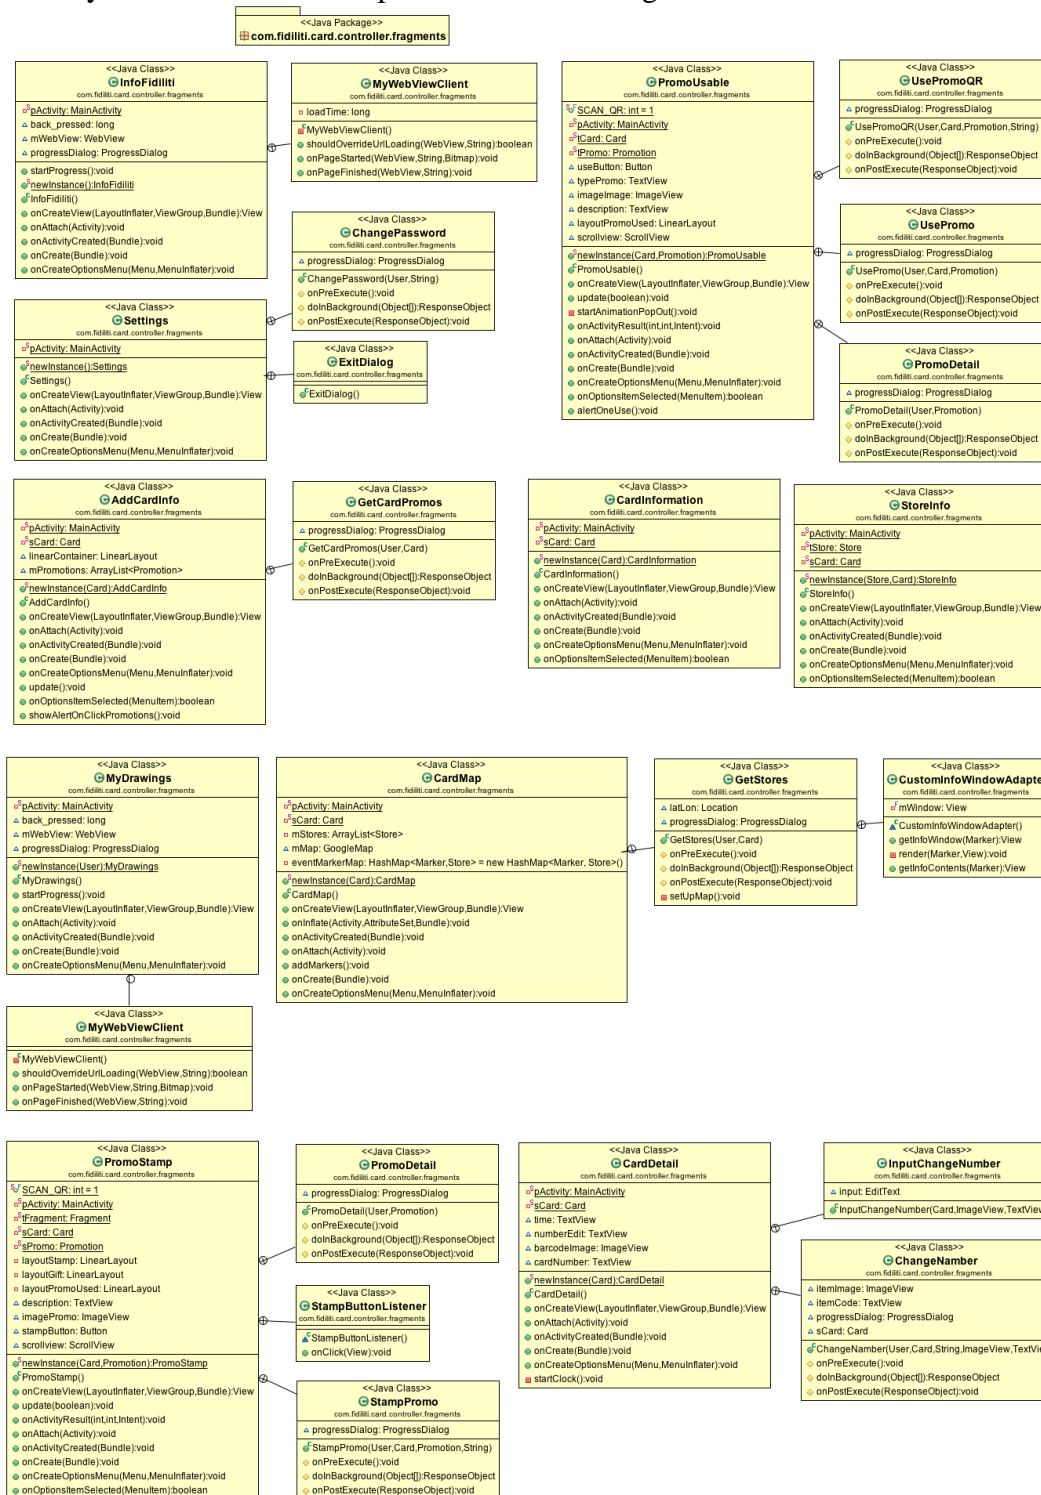 <<Java Package>>
com.fidiliti.card.controller.fragments
<<Java Class>>
InfoFidiliti
com.fidiliti.card.controller.fragments
pActivity: MainActivity
back_pressed: long
mWebView: WebView
progressDialog: ProgressDialog
startProgress():void
newInstance():InfoFidiliti
InfoFidiliti()
onCreateView(LayoutInflater,ViewGroup,Bundle):View
onAttach(Activity):void
onActivityCreated(Bundle):void
onCreate(Bundle):void
onCreateOptionsMenu(Menu,MenuInflater):void
<<Java Class>>
MyWebViewClient
com.fidiliti.card.controller.fragments
loadTime: long
MyWebViewClient()
shouldOverrideUrlLoading(WebView,String):boolean
onPageStarted(WebView,String,Bitmap):void
onPageFinished(WebView,String):void
<<Java Class>>
PromoUsable
com.fidiliti.card.controller.fragments
SCAN_QR: int = 1
pActivity: MainActivity
tCard: Card
tPromo: Promotion
useButton: Button
typePromo: TextView
imageImage: ImageView
description: TextView
layoutPromoUsed: LinearLayout
scrollview: ScrollView
newInstance(Card,Promotion):PromoUsable
PromoUsable()
onCreateView(LayoutInflater,ViewGroup,Bundle):View
update(boolean):void
startAnimationPopOut():void
onActivityResult(int,int,Intent):void
onAttach(Activity):void
onActivityCreated(Bundle):void
onCreate(Bundle):void
onCreateOptionsMenu(Menu,MenuInflater):void
onOptionsItemSelected(MenuItem):boolean
alertOneUse():void
<<Java Class>>
UsePromoQR
com.fidiliti.card.controller.fragments
progressDialog: ProgressDialog
UsePromoQR(User,Card,Promotion,String)
onPreExecute():void
doInBackground(Object[]):ResponseObject
onPostExecute(ResponseObject):void
<<Java Class>>
UsePromo
com.fidiliti.card.controller.fragments
progressDialog: ProgressDialog
UsePromo(User,Card,Promotion)
onPreExecute():void
doInBackground(Object[]):ResponseObject
onPostExecute(ResponseObject):void
<<Java Class>>
PromoDetail
com.fidiliti.card.controller.fragments
progressDialog: ProgressDialog
PromoDetail(User,Promotion)
onPreExecute():void
doInBackground(Object[]):ResponseObject
onPostExecute(ResponseObject):void
<<Java Class>>
ChangePassword
com.fidiliti.card.controller.fragments
progressDialog: ProgressDialog
ChangePassword(User,String)
onPreExecute():void
doInBackground(Object[]):ResponseObject
onPostExecute(ResponseObject):void
<<Java Class>>
Settings
com.fidiliti.card.controller.fragments
pActivity: MainActivity
newInstance():Settings
Settings()
onCreateView(LayoutInflater,ViewGroup,Bundle):View
onAttach(Activity):void
onActivityCreated(Bundle):void
onCreate(Bundle):void
onCreateOptionsMenu(Menu,MenuInflater):void
<<Java Class>>
ExitDialog
com.fidiliti.card.controller.fragments
ExitDialog()
<<Java Class>>
AddCardInfo
com.fidiliti.card.controller.fragments
pActivity: MainActivity
sCard: Card
linearContainer: LinearLayout
mPromotions: ArrayList<Promotion>
newInstance(Card):AddCardInfo
AddCardInfo()
onCreateView(LayoutInflater,ViewGroup,Bundle):View
onAttach(Activity):void
onActivityCreated(Bundle):void
onCreate(Bundle):void
onCreateOptionsMenu(Menu,MenuInflater):void
update():void
onOptionsItemSelected(MenuItem):boolean
showAlertOnClickPromotions():void
<<Java Class>>
GetCardPromos
com.fidiliti.card.controller.fragments
progressDialog: ProgressDialog
GetCardPromos(User,Card)
onPreExecute():void
doInBackground(Object[]):ResponseObject
onPostExecute(ResponseObject):void
<<Java Class>>
CardInformation
com.fidiliti.card.controller.fragments
pActivity: MainActivity
sCard: Card
newInstance(Card):CardInformation
CardInformation()
onCreateView(LayoutInflater,ViewGroup,Bundle):View
onAttach(Activity):void
onActivityCreated(Bundle):void
onCreate(Bundle):void
onCreateOptionsMenu(Menu,MenuInflater):void
onOptionsItemSelected(MenuItem):boolean
<<Java Class>>
StoreInfo
com.fidiliti.card.controller.fragments
pActivity: MainActivity
tStore: Store
sCard: Card
newInstance(Store,Card):StoreInfo
StoreInfo()
onCreateView(LayoutInflater,ViewGroup,Bundle):View
onAttach(Activity):void
onActivityCreated(Bundle):void
onCreate(Bundle):void
onCreateOptionsMenu(Menu,MenuInflater):void
onOptionsItemSelected(MenuItem):boolean
<<Java Class>>
MyDrawings
com.fidiliti.card.controller.fragments
pActivity: MainActivity
back_pressed: long
mWebView: WebView
progressDialog: ProgressDialog
newInstance(User):MyDrawings
MyDrawings()
startProgress():void
onCreateView(LayoutInflater,ViewGroup,Bundle):View
onAttach(Activity):void
onActivityCreated(Bundle):void
onCreate(Bundle):void
onCreateOptionsMenu(Menu,MenuInflater):void
<<Java Class>>
CardMap
com.fidiliti.card.controller.fragments
pActivity: MainActivity
sCard: Card
mStores: ArrayList<Store>
mMap: GoogleMap
eventMarkerMap: HashMap<Marker,Store> = new HashMap<Marker, Store>()
newInstance(Card):CardMap
CardMap()
onCreateView(LayoutInflater,ViewGroup,Bundle):View
onInflate(Activity,AttributeSet,Bundle):void
onActivityCreated(Bundle):void
onAttach(Activity):void
addMarkers():void
onCreate(Bundle):void
onCreateOptionsMenu(Menu,MenuInflater):void
<<Java Class>>
GetStores
com.fidiliti.card.controller.fragments
latLon: Location
progressDialog: ProgressDialog
GetStores(User,Card)
onPreExecute():void
doInBackground(Object[]):ResponseObject
onPostExecute(ResponseObject):void
setUpMap():void
<<Java Class>>
CustomInfoWindowAdapte
com.fidiliti.card.controller.fragments
mWindow: View
CustomInfoWindowAdapter()
getInfoWindow(Marker):View
render(Marker,View):void
getInfoContents(Marker):View
<<Java Class>>
MyWebViewClient
com.fidiliti.card.controller.fragments
MyWebViewClient()
shouldOverrideUrlLoading(WebView,String):boolean
onPageStarted(WebView,String,Bitmap):void
onPageFinished(WebView,String):void
<<Java Class>>
PromoStamp
com.fidiliti.card.controller.fragments
SCAN_QR: int = 1
pActivity: MainActivity
tFragment: Fragment
sCard: Card
sPromo: Promotion
layoutStamp: LinearLayout
layoutGift: LinearLayout
layoutPromoUsed: LinearLayout
description: TextView
imagePromo: ImageView
stampButton: Button
scrollview: ScrollView
newInstance(Card,Promotion):PromoStamp
PromoStamp()
onCreateView(LayoutInflater,ViewGroup,Bundle):View
update(boolean):void
onActivityResult(int,int,Intent):void
onAttach(Activity):void
onActivityCreated(Bundle):void
onCreate(Bundle):void
onCreateOptionsMenu(Menu,MenuInflater):void
onOptionsItemSelected(MenuItem):boolean
<<Java Class>>
PromoDetail
com.fidiliti.card.controller.fragments
progressDialog: ProgressDialog
PromoDetail(User,Promotion)
onPreExecute():void
doInBackground(Object[]):ResponseObject
onPostExecute(ResponseObject):void
<<Java Class>>
StampButtonListener
com.fidiliti.card.controller.fragments
StampButtonListener()
onClick(View):void
<<Java Class>>
StampPromo
com.fidiliti.card.controller.fragments
progressDialog: ProgressDialog
StampPromo(User,Card,Promotion,String)
onPreExecute():void
doInBackground(Object[]):ResponseObject
onPostExecute(ResponseObject):void
<<Java Class>>
CardDetail
com.fidiliti.card.controller.fragments
pActivity: MainActivity
sCard: Card
time: TextView
numberEdit: TextView
barcodeImage: ImageView
cardNumber: TextView
newInstance(Card):CardDetail
CardDetail()
onCreateView(LayoutInflater,ViewGroup,Bundle):View
onAttach(Activity):void
onActivityCreated(Bundle):void
onCreate(Bundle):void
onCreateOptionsMenu(Menu,MenuInflater):void
startClock():void
<<Java Class>>
InputChangeNumber
com.fidiliti.card.controller.fragments
input: EditText
InputChangeNumber(Card,ImageView,TextView
<<Java Class>>
ChangeNamber
com.fidiliti.card.controller.fragments
itemImage: ImageView
itemCode: TextView
progressDialog: ProgressDialog
sCard: Card
ChangeNamber(User,Card,String,ImageView,TextVie
onPreExecute():void
doInBackground(Object[]):ResponseObject
onPostExecute(ResponseObject):void